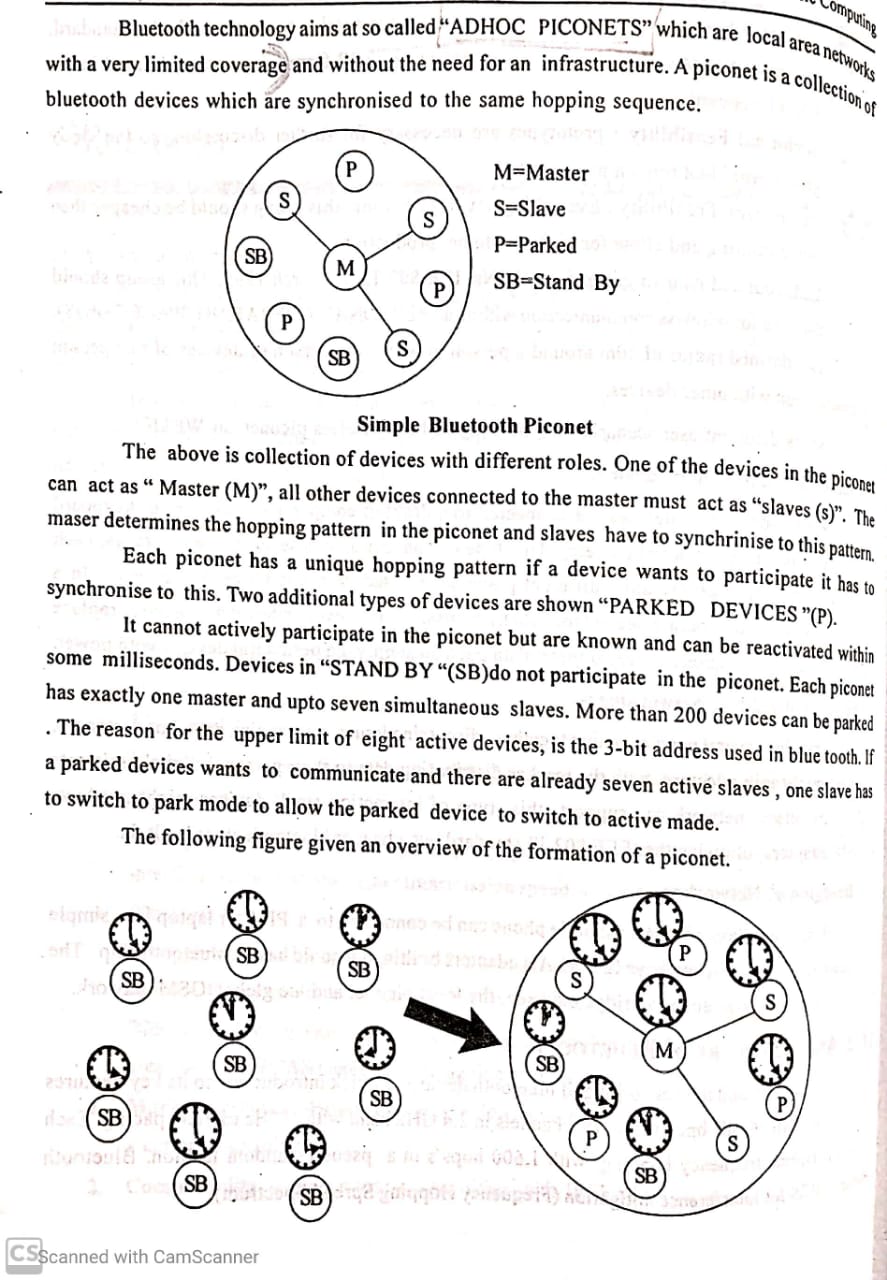 Computing
Bluetooth technology aims at so called “ADHOC PICONETS” which are local area networks
with a very limited coverage and without the need for an infrastructure. A piconet is a collection of
bluetooth devices which are synchronised to the same hopping sequence.
P
S
S
SB
M
P
P
SB
S
M=Master
S=Slave
P=Parked
SB=Stand By
Simple Bluetooth Piconet
The above is collection of devices with different roles. One of the devices in the piconet
can act as “ Master (M)”, all other devices connected to the master must act as “slaves (s)”. The
maser determines the hopping pattern in the piconet and slaves have to synchrinise to this pattern.
Each piconet has a unique hopping pattern if a device wants to participate it has to
synchronise to this. Two additional types of devices are shown “PARKED DEVICES ”(P).
It cannot actively participate in the piconet but are known and can be reactivated within
some milliseconds. Devices in “STAND BY “(SB)do not participate in the piconet. Each piconet
has exactly one master and upto seven simultaneous slaves. More than 200 devices can be parked
. The reason for the upper limit of eight active devices, is the 3-bit address used in blue tooth. If
a parked devices wants to communicate and there are already seven active slaves , one slave has
to switch to park mode to allow the parked device to switch to active made.
The following figure given an overview of the formation of a piconet.
SB
SB
SB
SB
SB
SB
SB
SB
P
S
S
M
SB
P
P
S
SB
CS Scanned with CamScanner